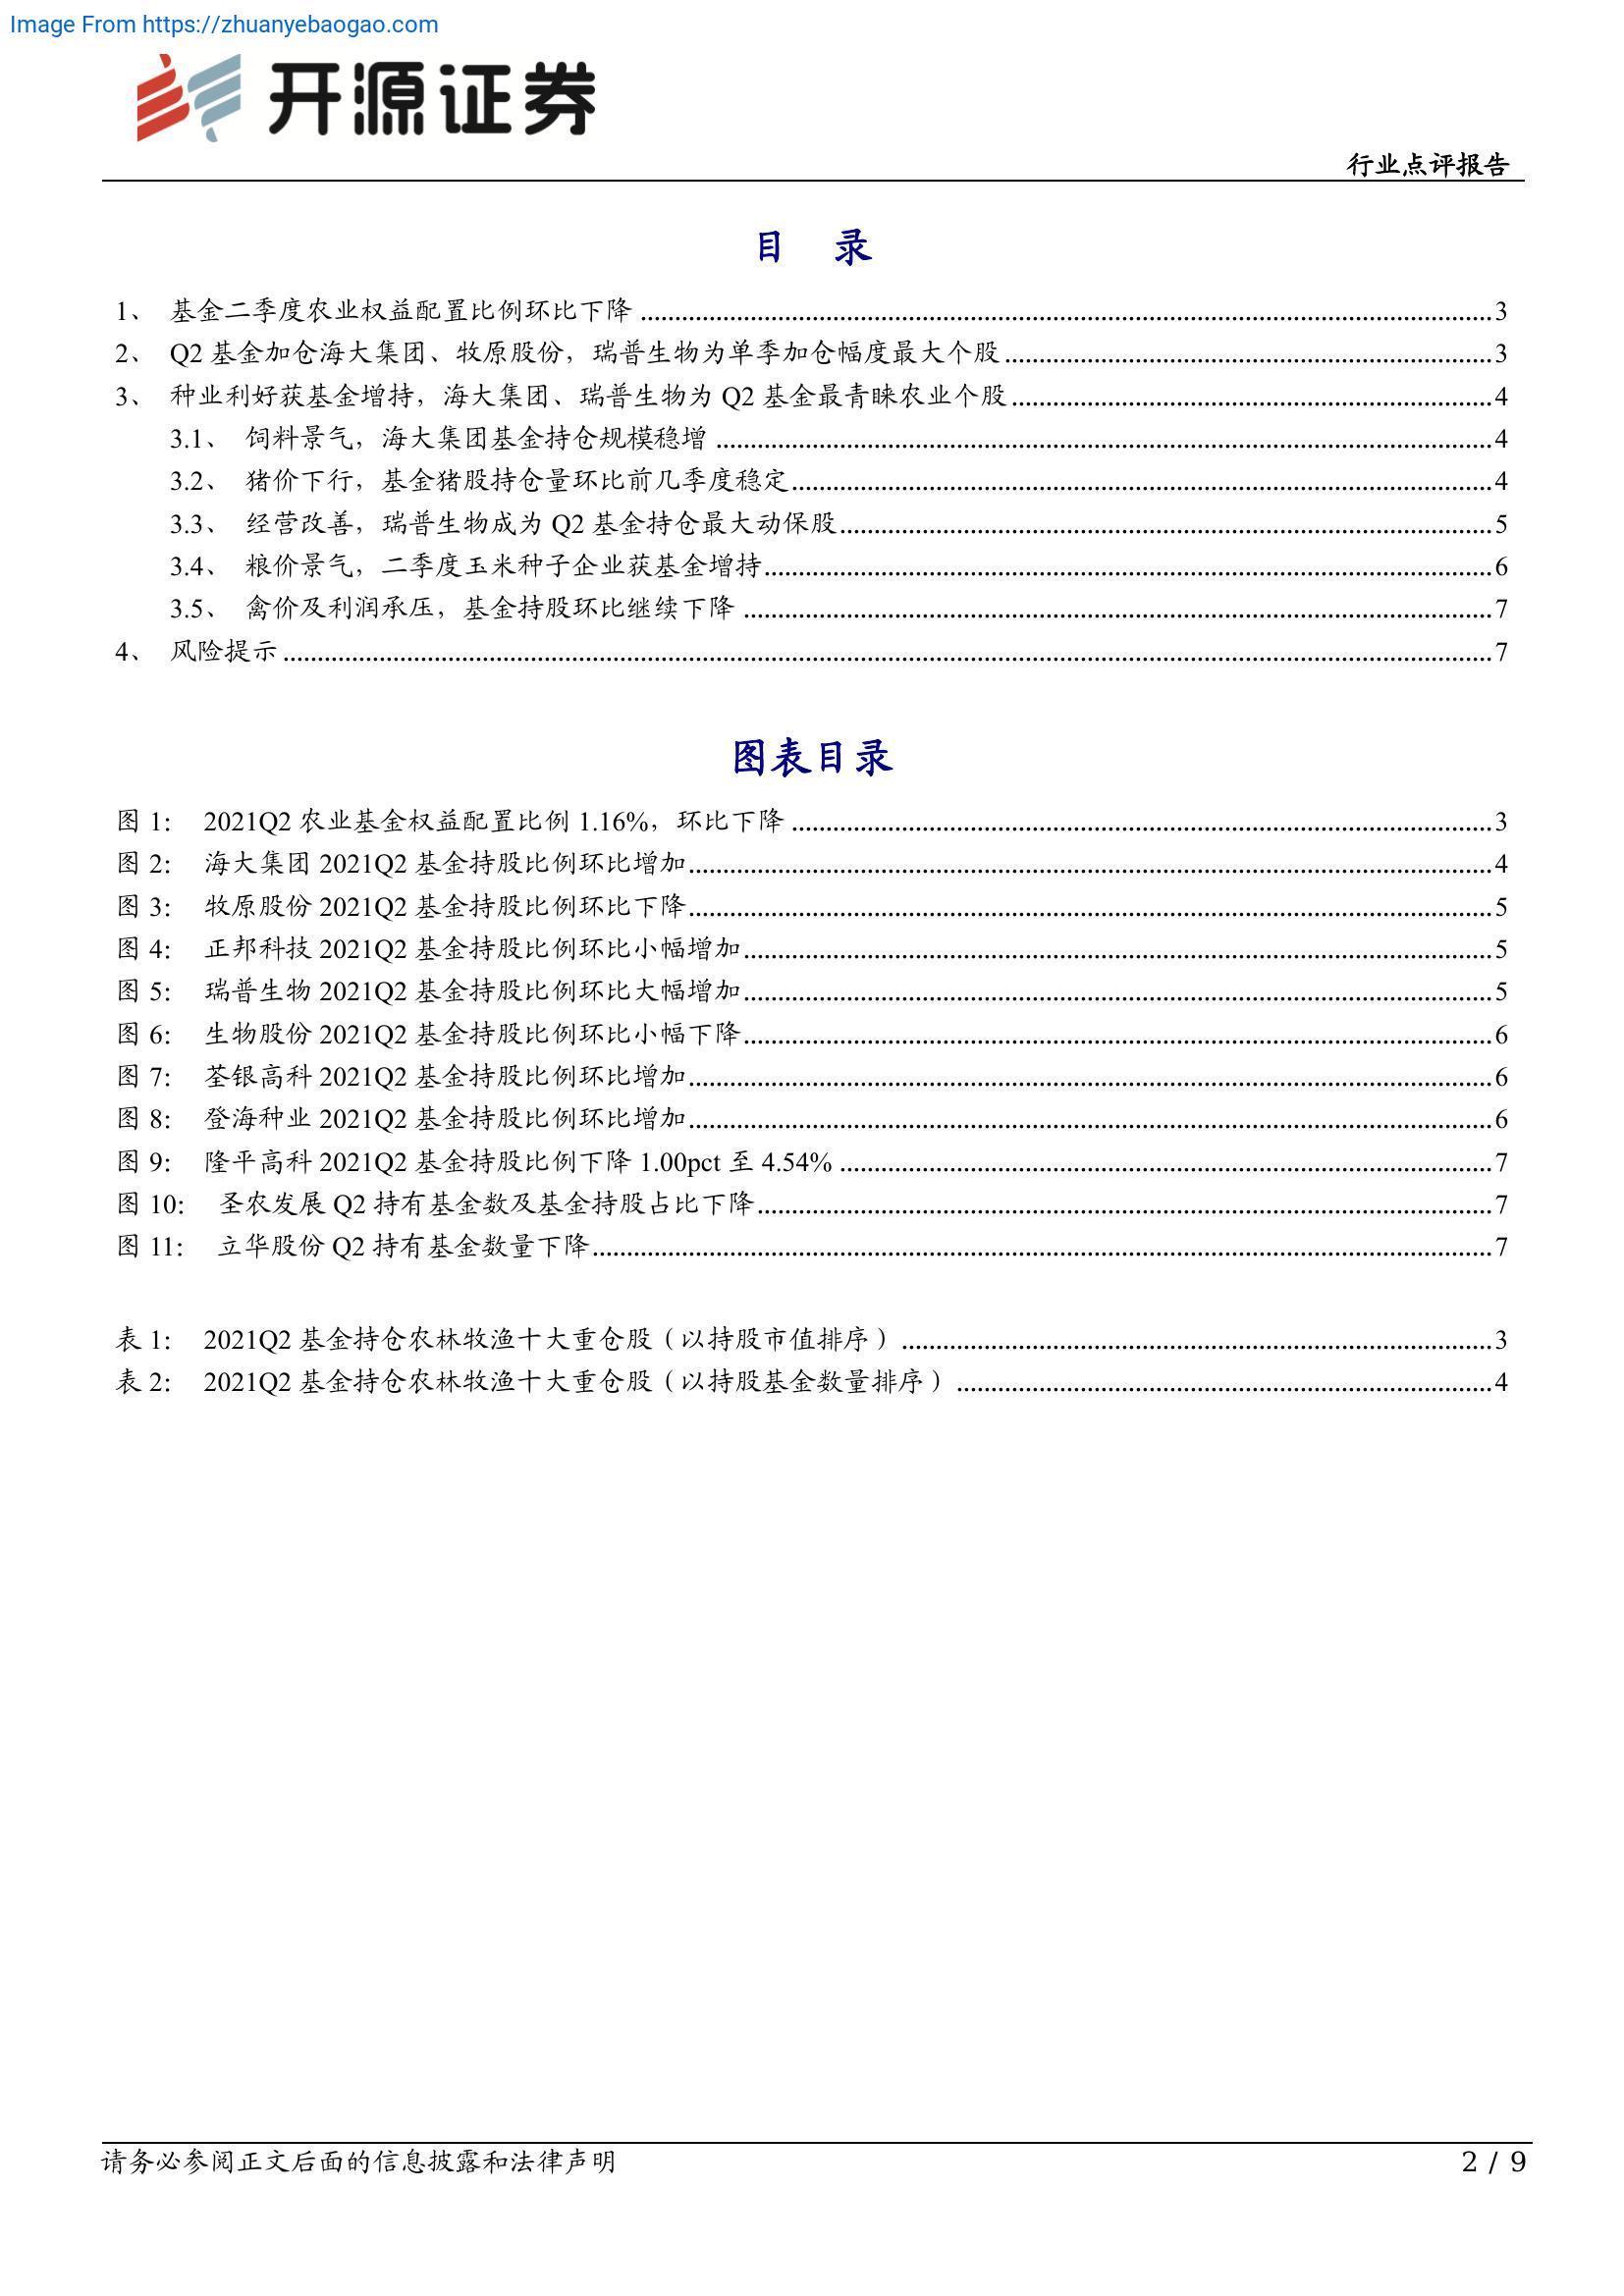 Image From https://zhuanyebaogao.com
开源证券
行业点评报告
目 录
1、 基金二季度农业权益配置比例环比下降 3
2、 Q2 基金加仓海大集团、牧原股份，瑞普生物为单季加仓幅度最大个股 3
3、 种业利好获基金增持，海大集团、瑞普生物为 Q2 基金最青睐农业个股 4
3.1、 饲料景气，海大集团基金持仓规模稳增 4
3.2、 猪价下行，基金猪股持仓量环比前几季度稳定 4
3.3、 经营改善，瑞普生物成为 Q2 基金持仓最大动保股 5
3.4、 粮价景气，二季度玉米种子企业获基金增持 6
3.5、 禽价及利润承压，基金持股环比继续下降 7
4、 风险提示 7
图表目录
图 1： 2021Q2 农业基金权益配置比例 1.16%，环比下降 3
图 2： 海大集团 2021Q2 基金持股比例环比增加 4
图 3： 牧原股份 2021Q2 基金持股比例环比下降 5
图 4： 正邦科技 2021Q2 基金持股比例环比小幅增加 5
图 5： 瑞普生物 2021Q2 基金持股比例环比大幅增加 5
图 6： 生物股份 2021Q2 基金持股比例环比小幅下降 6
图 7： 荃银高科 2021Q2 基金持股比例环比增加 6
图 8： 登海种业 2021Q2 基金持股比例环比增加 6
图 9： 隆平高科 2021Q2 基金持股比例下降 1.00pct 至 4.54% 7
图 10： 圣农发展 Q2 持有基金数及基金持股占比下降 7
图 11： 立华股份 Q2 持有基金数量下降 7
表 1： 2021Q2 基金持仓农林牧渔十大重仓股（以持股市值排序） 3
表 2： 2021Q2 基金持仓农林牧渔十大重仓股（以持股基金数量排序） 4
请务必参阅正文后面的信息披露和法律声明
2 / 9